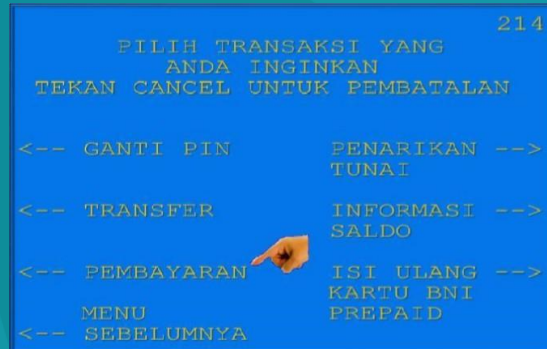 214
PILIH TRANSAKSI YANG
ANDA INGINKAN
TEKAN CANCEL UNTUK PEMBATALAN
<-- GANTI PIN
PENARIKAN -->
TUNAI
<-- TRANSFER
INFORMASI -->
SALDO
<-- PEMBAYARAN
ISI ULANG -->
KARTU BNI
PREPAID
MENU
<-- SEBELUMNYA